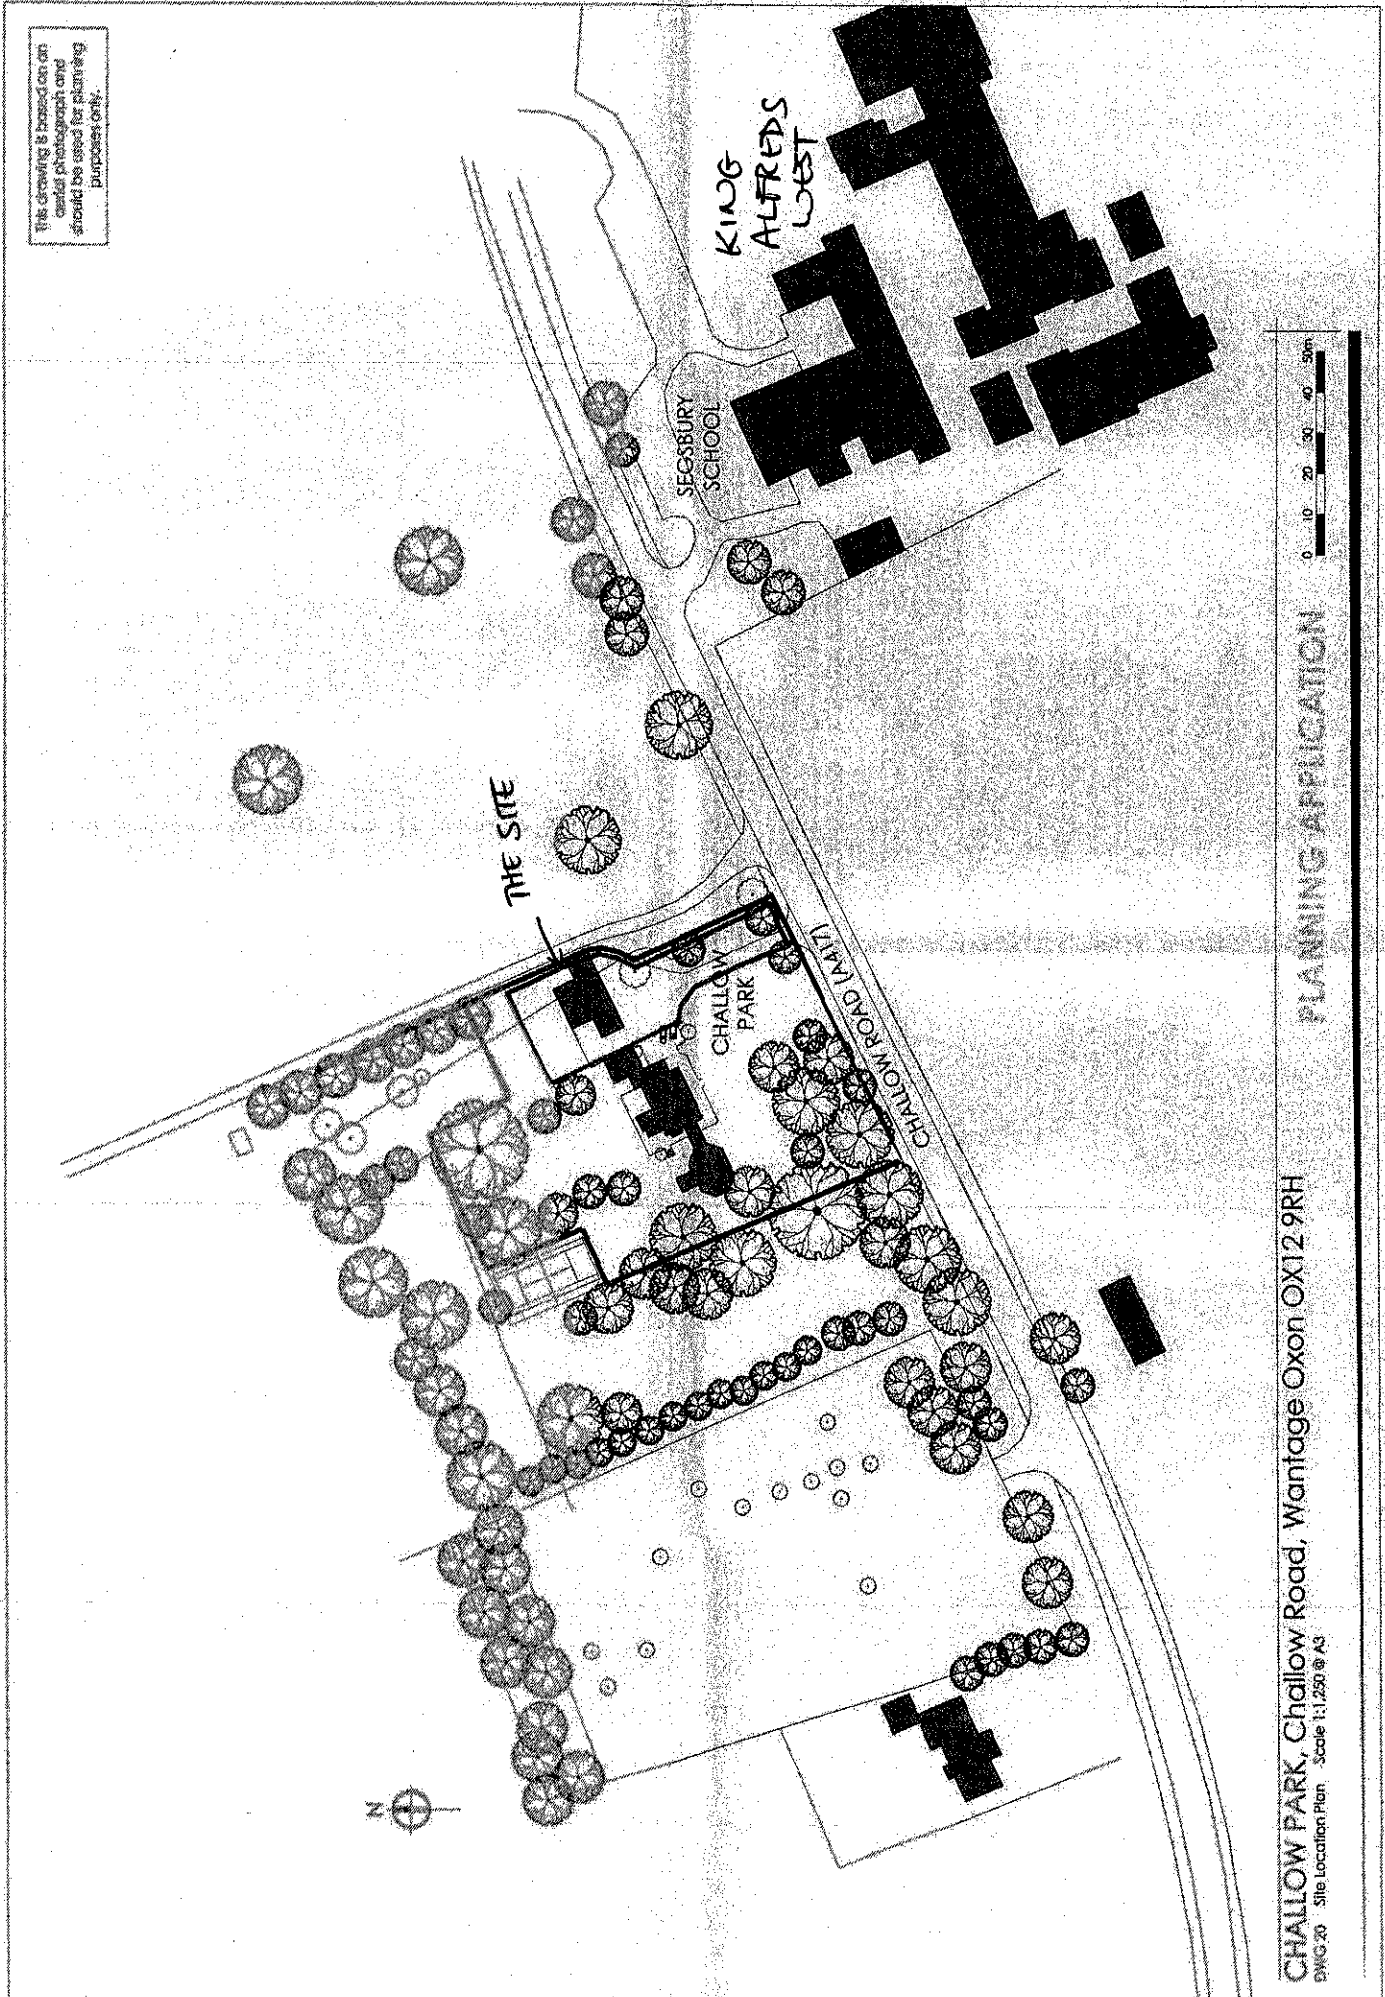 This drawing is based on an
aerial photograph and
should be used for planning
purposes only.
KING
ALFREDS
WEST
SEGSBURY
SCHOOL
THE SITE
CHALLOW
PARK
CHALLOW ROAD (A417)
N
0 10 20 30 40 50m
CHALLOW PARK, Challow Road, Wantage Oxon OX12 9RH
PLANNING APPLICATION
DWG 20 Site Location Plan Scale 1:1,250 @ A3